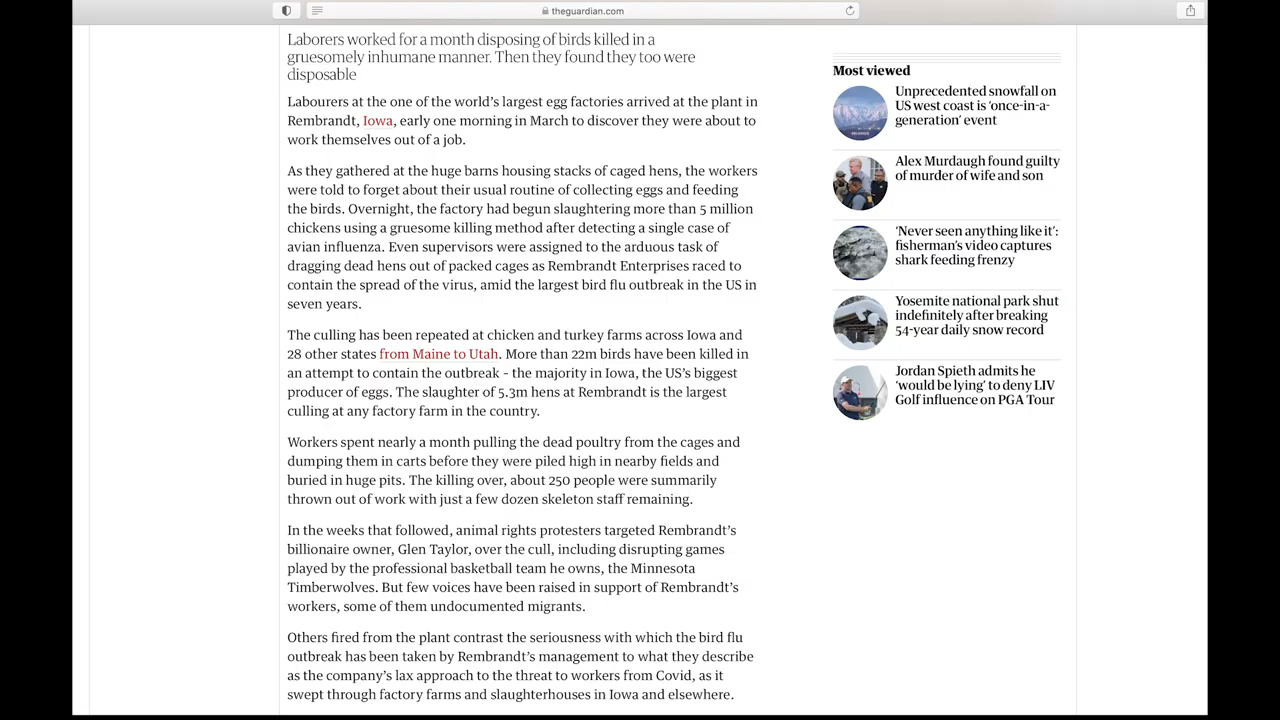 theguardian.com
Laborers worked for a month disposing of birds killed in a
gruesomely inhumane manner. Then they found they too were
disposable
Labourers at the one of the world's largest egg factories arrived at the plant in
Rembrandt, Iowa, early one morning in March to discover they were about to
work themselves out of a job.
As they gathered at the huge barns housing stacks of caged hens, the workers
were told to forget about their usual routine of collecting eggs and feeding
the birds. Overnight, the factory had begun slaughtering more than 5 million
chickens using a gruesome killing method after detecting a single case of
avian influenza. Even supervisors were assigned to the arduous task of
dragging dead hens out of packed cages as Rembrandt Enterprises raced to
contain the spread of the virus, amid the largest bird flu outbreak in the US in
seven years.
The culling has been repeated at chicken and turkey farms across Iowa and
28 other states from Maine to Utah. More than 22m birds have been killed in
an attempt to contain the outbreak – the majority in Iowa, the US's biggest
producer of eggs. The slaughter of 5.3m hens at Rembrandt is the largest
culling at any factory farm in the country.
Workers spent nearly a month pulling the dead poultry from the cages and
dumping them in carts before they were piled high in nearby fields and
buried in huge pits. The killing over, about 250 people were summarily
thrown out of work with just a few dozen skeleton staff remaining.
In the weeks that followed, animal rights protesters targeted Rembrandt's
billionaire owner, Glen Taylor, over the cull, including disrupting games
played by the professional basketball team he owns, the Minnesota
Timberwolves. But few voices have been raised in support of Rembrandt's
workers, some of them undocumented migrants.
Others fired from the plant contrast the seriousness with which the bird flu
outbreak has been taken by Rembrandt's management to what they describe
as the company's lax approach to the threat to workers from Covid, as it
swept through factory farms and slaughterhouses in Iowa and elsewhere.
Most viewed
Unprecedented snowfall on
US west coast is 'once-in-a-
generation' event
Alex Murdaugh found guilty
of murder of wife and son
'Never seen anything like it':
fisherman's video captures
shark feeding frenzy
Yosemite national park shut
indefinitely after breaking
54-year daily snow record
Jordan Spieth admits he
'would be lying' to deny LIV
Golf influence on PGA Tour